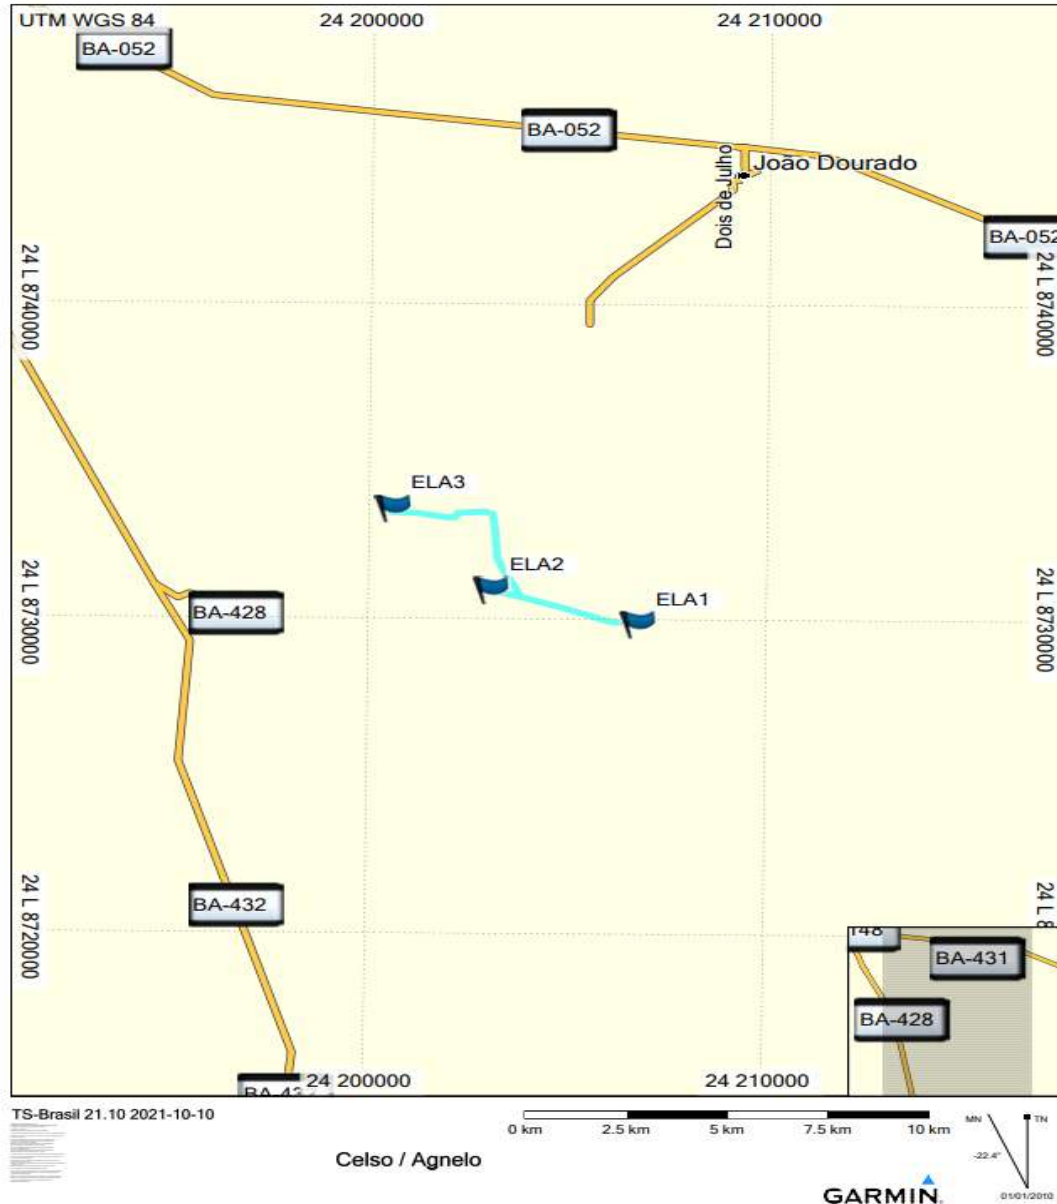 UTM WGS 84
24 200000
24 210000
BA-052
BA-052
João Dourado
Dois de Julho
BA-052
24 L 8740000
24 L 8740000
ELA3
ELA2
ELA1
BA-428
24 L 8730000
24 L 8730000
BA-432
24 L 8720000
24 L 8
BA-431
BA-428
24 200000
24 210000
TS-Brasil 21.10 2021-10-10
0 km 2.5 km 5 km 7.5 km 10 km
MN TN
-22.4°
Celso / Agnelo
GARMIN.
01/01/2010